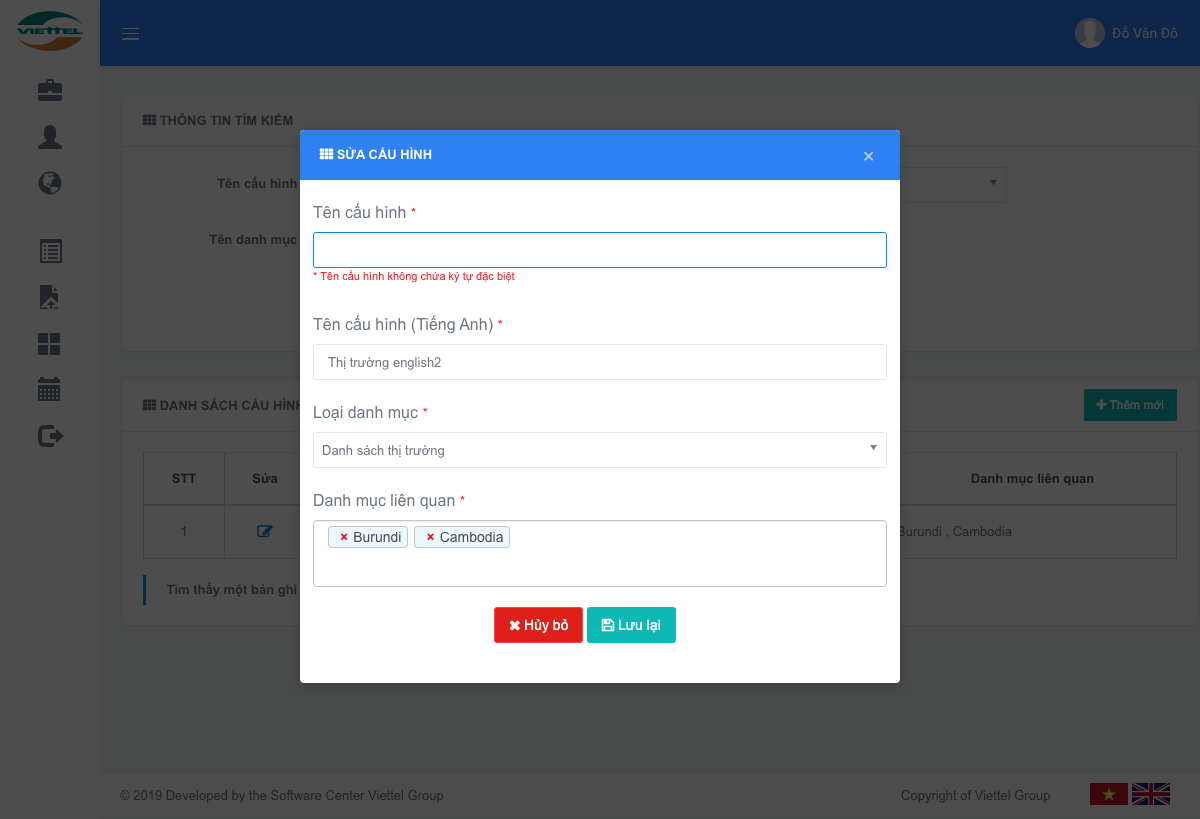 VIETTEL
Đỗ Văn Đô
THÔNG TIN TÌM KIẾM
Tên cấu hình
Tên danh mục
SỬA CẤU HÌNH
Tên cấu hình *
* Tên cấu hình không chứa ký tự đặc biệt
Tên cấu hình (Tiếng Anh) *
Thị trường english2
Loại danh mục *
Danh sách thị trường
Danh mục liên quan *
Burundi Cambodia
Hủy bỏ Lưu lại
DANH SÁCH CẤU HÌNH
Thêm mới
STT Sửa Danh mục liên quan
1 Burundi , Cambodia
Tìm thấy một bản ghi
© 2019 Developed by the Software Center Viettel Group
Copyright of Viettel Group